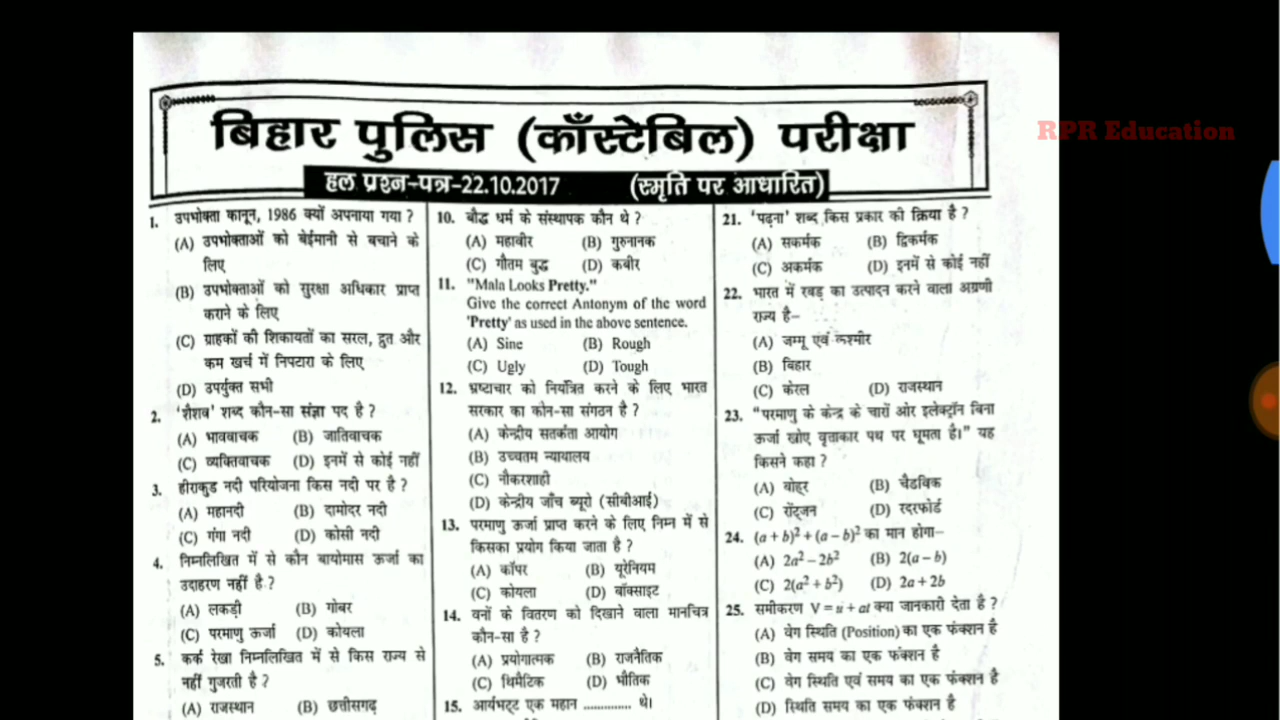 बिहार पुलिस (काँस्टेबिल) परीक्षा
हल प्रश्न-पत्र-22.10.2017 (स्मृति पर आधारित)
RPR Education
1. उपभोक्ता कानून, 1986 क्यों अपनाया गया ?
(A) उपभोक्ताओं को बेईमानी से बचाने के
लिए
(B) उपभोक्ताओं को सुरक्षा अधिकार प्राप्त
कराने के लिए
(C) ग्राहकों की शिकायतों का सरल, द्रुत और
कम खर्च में निपटारा के लिए
(D) उपर्युक्त सभी
2. 'शैशव' शब्द कौन-सा संज्ञा पद है ?
(A) भाववाचक (B) जातिवाचक
(C) व्यक्तिवाचक (D) इनमें से कोई नहीं
3. हीराकुड नदी परियोजना किस नदी पर है ?
(A) महानदी (B) दामोदर नदी
(C) गंगा नदी (D) कोसी नदी
4. निम्नलिखित में से कौन बायोमास ऊर्जा का
उदाहरण नहीं है ?
(A) लकड़ी (B) गोबर
(C) परमाणु ऊर्जा (D) कोयला
5. कर्क रेखा निम्नलिखित में से किस राज्य से
नहीं गुजरती है ?
(A) राजस्थान (B) छत्तीसगढ़
10. बौद्ध धर्म के संस्थापक कौन थे ?
(A) महावीर (B) गुरुनानक
(C) गौतम बुद्ध (D) कबीर
11. "Mala Looks Pretty."
Give the correct Antonym of the word
'Pretty' as used in the above sentence.
(A) Sine (B) Rough
(C) Ugly (D) Tough
12. भ्रष्टाचार को नियंत्रित करने के लिए भारत
सरकार का कौन-सा संगठन है ?
(A) केन्द्रीय सतर्कता आयोग
(B) उच्चतम न्यायालय
(C) नौकरशाही
(D) केन्द्रीय जाँच ब्यूरो (सीबीआई)
13. परमाणु ऊर्जा प्राप्त करने के लिए निम्न में से
किसका प्रयोग किया जाता है ?
(A) कॉपर (B) यूरेनियम
(C) कोयला (D) बॉक्साइट
14. वनों के वितरण को दिखाने वाला मानचित्र
कौन-सा है ?
(A) प्रयोगात्मक (B) राजनैतिक
(C) थिमैटिक (D) भौतिक
15. आर्यभट्ट एक महान .............. थे।
21. 'पढ़ना' शब्द किस प्रकार की क्रिया है ?
(A) सकर्मक (B) द्विकर्मक
(C) अकर्मक (D) इनमें से कोई नहीं
22. भारत में रबड़ का उत्पादन करने वाला अग्रणी
राज्य है–
(A) जम्मू एवं कश्मीर
(B) बिहार
(C) केरल (D) राजस्थान
23. "परमाणु के केन्द्र के चारों ओर इलेक्ट्रॉन बिना
ऊर्जा खोए वृत्ताकार पथ पर घूमता है।" यह
किसने कहा ?
(A) बोहर (B) चैडविक
(C) रोंट्जन (D) रदरफोर्ड
24. (a + b)² + (a – b)² का मान होगा–
(A) 2a² – 2b² (B) 2(a – b)
(C) 2(a² + b²) (D) 2a + 2b
25. समीकरण V = u + at क्या जानकारी देता है ?
(A) वेग स्थिति (Position) का एक फंक्शन है
(B) वेग समय का एक फंक्शन है
(C) वेग स्थिति एवं समय का एक फंक्शन है
(D) स्थिति समय का एक फंक्शन है